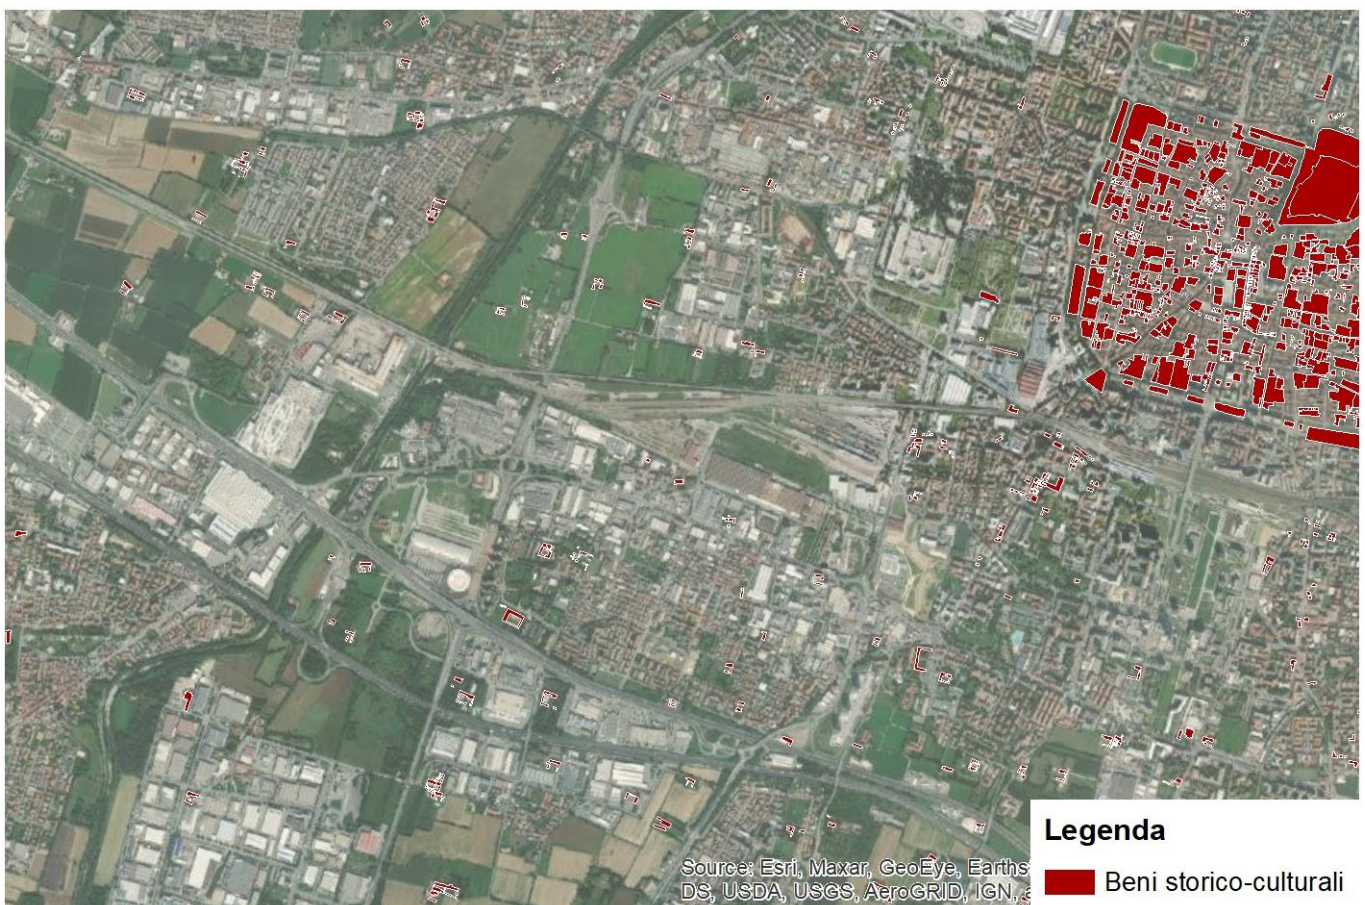 Legenda
Beni storico-culturali
Source: Esri, Maxar, GeoEye, Earths
DS, USDA, USGS, AeroGRID, IGN,